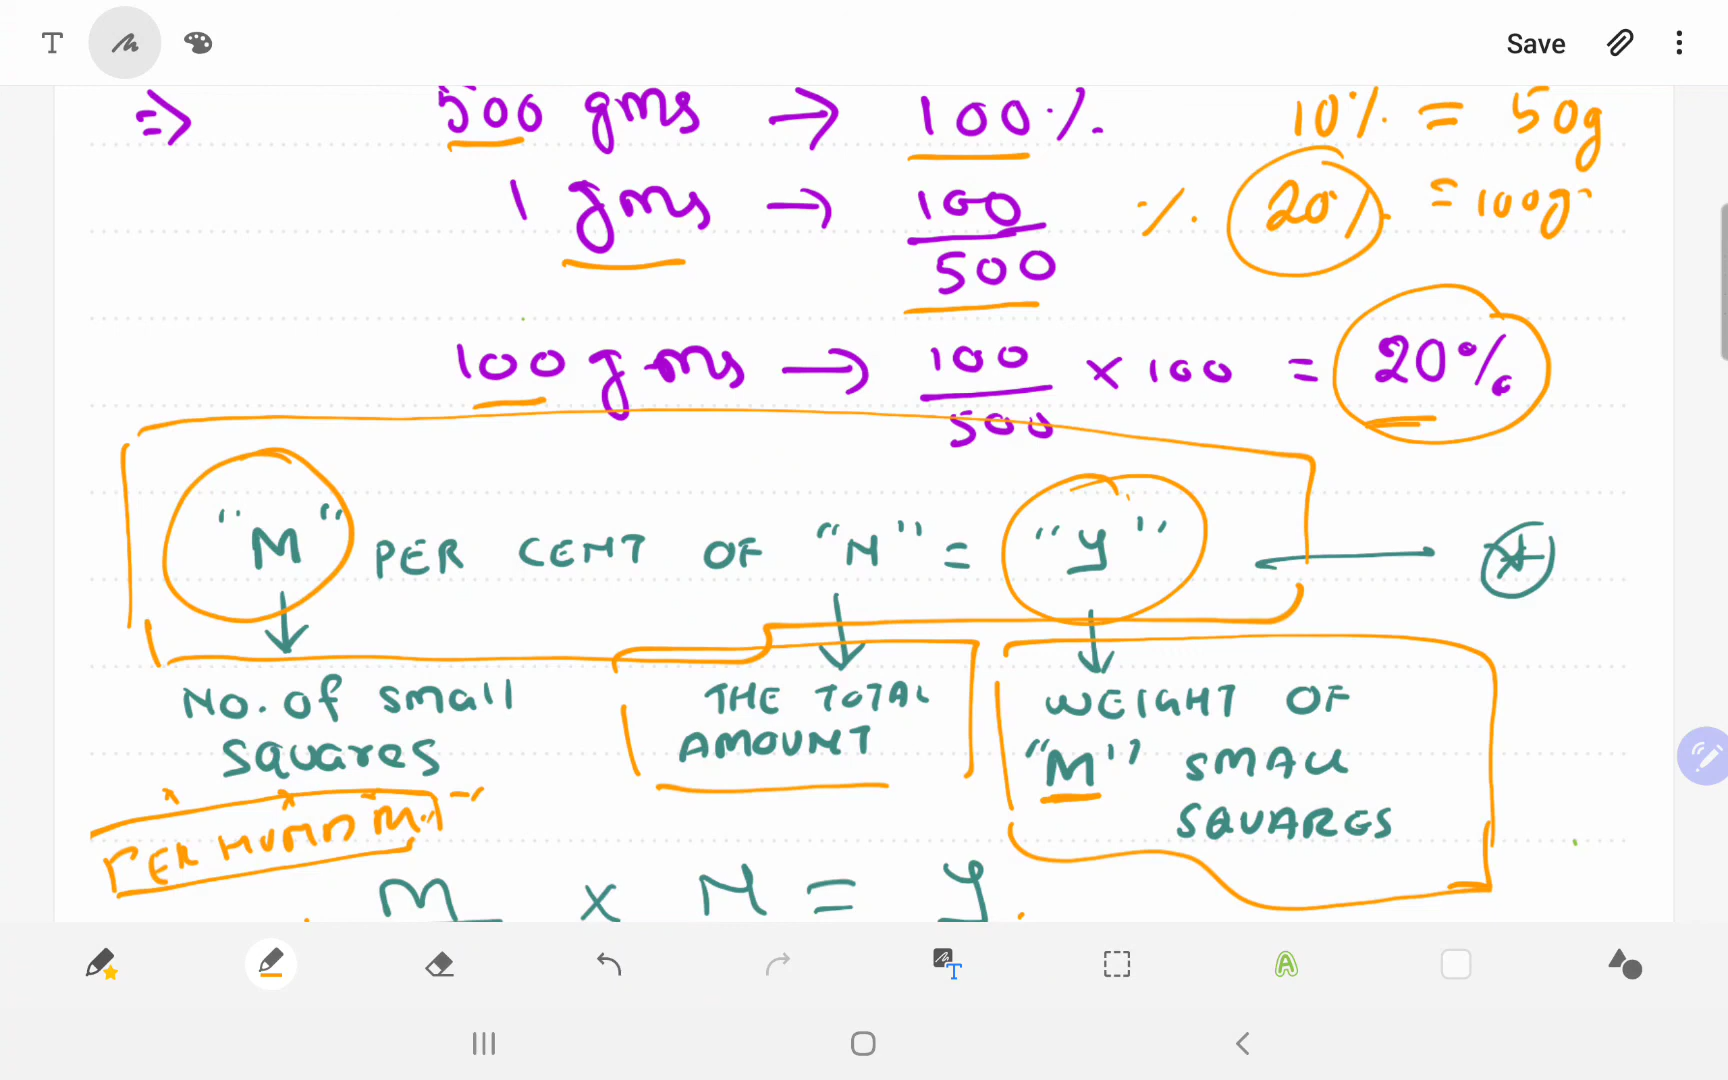 Save
=> 500 gms → 100% 10% = 50g
1 gms → 100/500 % 20% = 100g
100 gms → 100/500 × 100 = 20%
"M" PER CENT OF "N" = "Y" ←
No. of small squares
THE TOTAL AMOUNT
WEIGHT OF "M" SMALL SQUARES
PER HUNDRED
M × N = Y